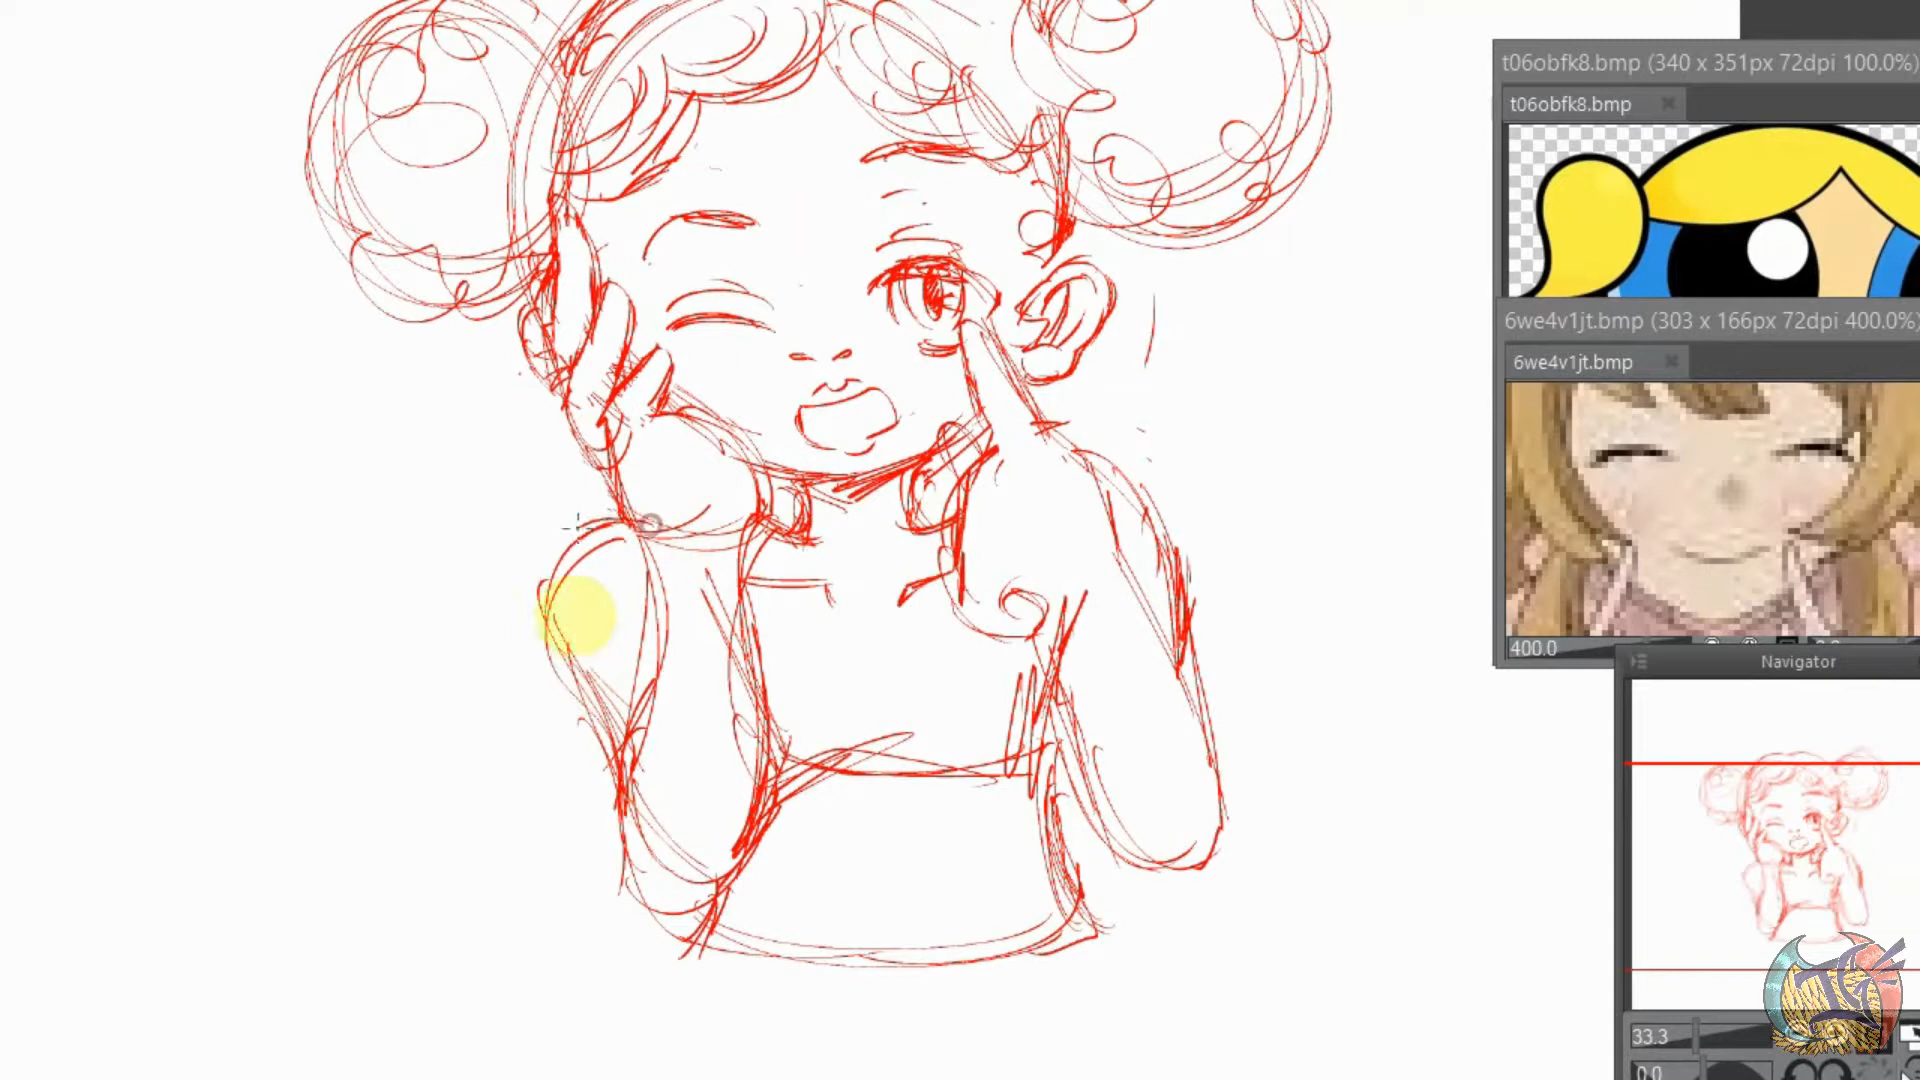 t06obfk8.bmp (340 x 351px 72dpi 100.0%)
t06obfk8.bmp
6we4v1jt.bmp (303 x 166px 72dpi 400.0%)
6we4v1jt.bmp
400.0
Navigator
33.3
0.0